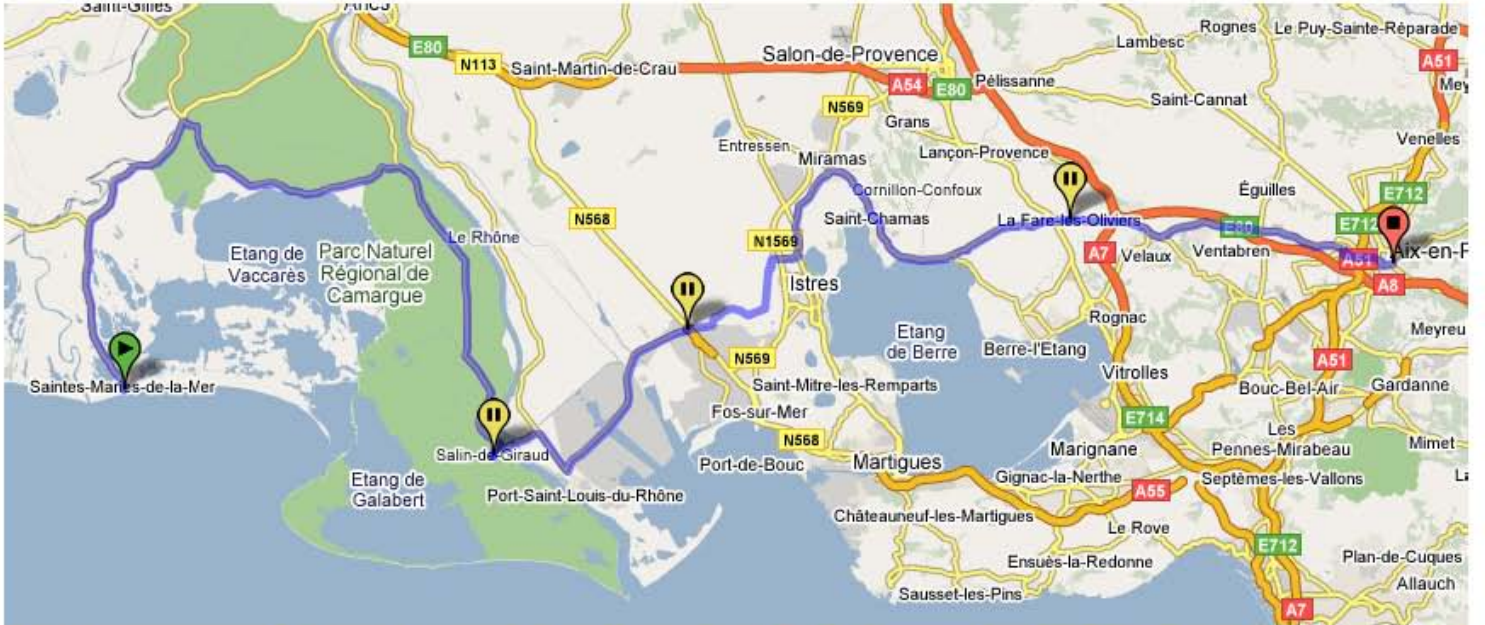 Saint-Gilles
E80
N113
Saint-Martin-de-Crau
Salon-de-Provence
A54
E80
Pélissanne
Lambesc
Rognes
Le Puy-Sainte-Réparade
A51
Saint-Cannat
Venelles
N569
Grans
Entressen
Miramas
Lançon-Provence
Cornillon-Confoux
Éguilles
E712
Saint-Chamas
La Fare-les-Oliviers
E80
E712
N568
Le Rhône
N1569
A7
Velaux
Ventabren
A51
A8
Etang de
Vaccarès
Parc Naturel
Régional de
Camargue
Istres
Rognac
Etang
de Berre
Berre-l'Etang
N569
Vitrolles
A51
Saintes-Maries-de-la-Mer
Saint-Mitre-les-Remparts
Bouc-Bel-Air
Gardanne
Fos-sur-Mer
E714
N568
Les
Pennes-Mirabeau
Mimet
Salin-de-Giraud
Port-de-Bouc
Martigues
Marignane
Gignac-la-Nerthe
Septèmes-les-Vallons
Etang de
Galabert
Port-Saint-Louis-du-Rhône
A55
Châteauneuf-les-Martigues
Le Rove
E712
Ensuès-la-Redonne
Plan-de-Cuques
Allauch
Sausset-les-Pins
A7